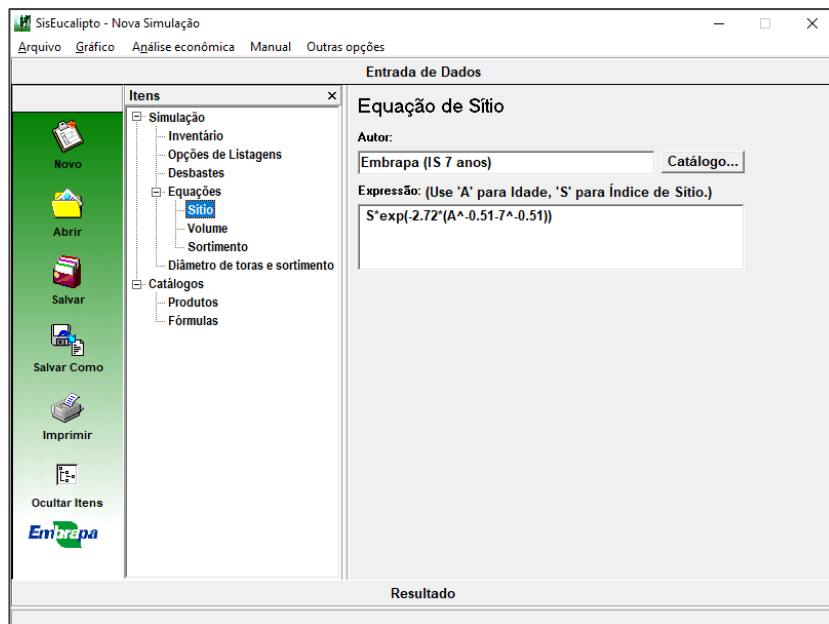 SisEucalipto - Nova Simulação
Arquivo Gráfico Análise econômica Manual Outras opções
Entrada de Dados
Novo
Abrir
Salvar
Salvar Como
Imprimir
Ocultar Itens
Embrapa
Itens
Simulação
Inventário
Opções de Listagens
Desbastes
Equações
Sítio
Volume
Sortimento
Diâmetro de toras e sortimento
Catálogos
Produtos
Fórmulas
Equação de Sítio
Autor:
Embrapa (IS 7 anos) Catálogo...
Expressão: (Use 'A' para Idade, 'S' para Índice de Sítio.)
S*exp(-2.72*(A^-0.51-7^-0.51))
Resultado